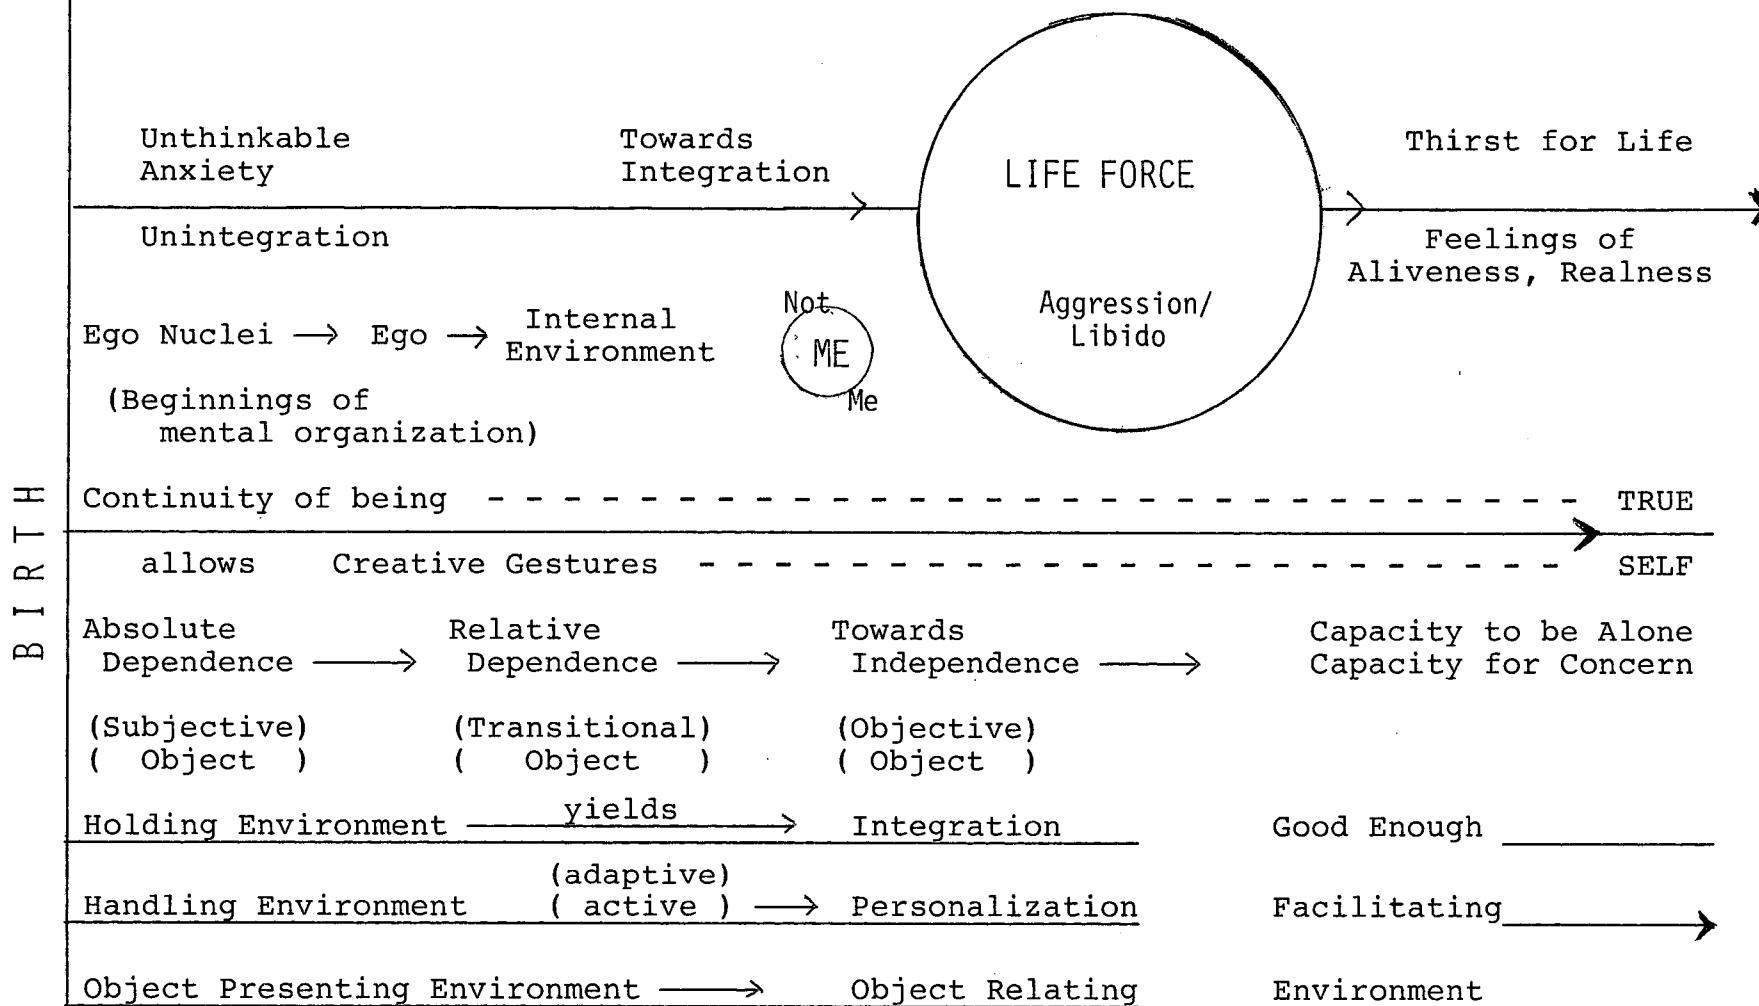 Unthinkable Towards Thirst for Life
Anxiety Integration LIFE FORCE
Unintegration Feelings of
Aliveness, Realness
Not Aggression/
Internal Libido
Ego Nuclei → Ego → Environment ME
Me
(Beginnings of
mental organization)
BIRTH
Continuity of being - - - - - - - - - - - - - - - - - - - - - - - - - - - - - TRUE
allows Creative Gestures - - - - - - - - - - - - - - - - - - - - - - - SELF
Absolute Relative Towards Capacity to be Alone
Dependence → Dependence → Independence → Capacity for Concern
(Subjective) (Transitional) (Objective)
( Object ) ( Object ) ( Object )
yields
Holding Environment → Integration Good Enough
(adaptive)
Handling Environment ( active ) → Personalization Facilitating
Object Presenting Environment → Object Relating Environment